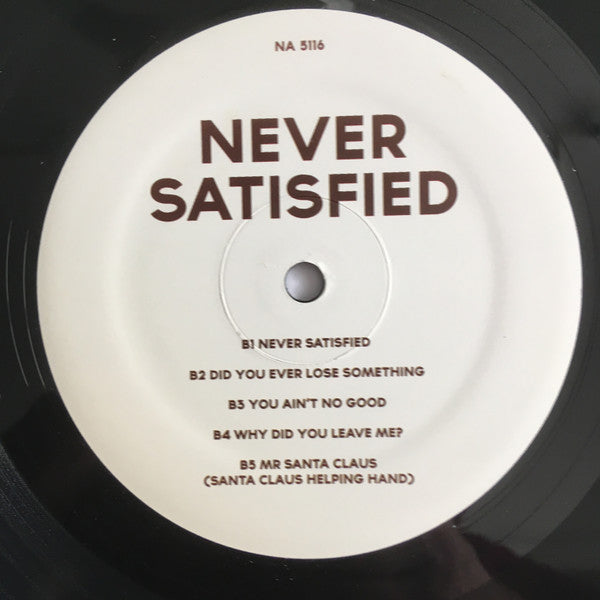 NA 5116
NEVER
SATISFIED
B1 NEVER SATISFIED
B2 DID YOU EVER LOSE SOMETHING
B3 YOU AIN'T NO GOOD
B4 WHY DID YOU LEAVE ME?
B5 MR SANTA CLAUS
(SANTA CLAUS HELPING HAND)